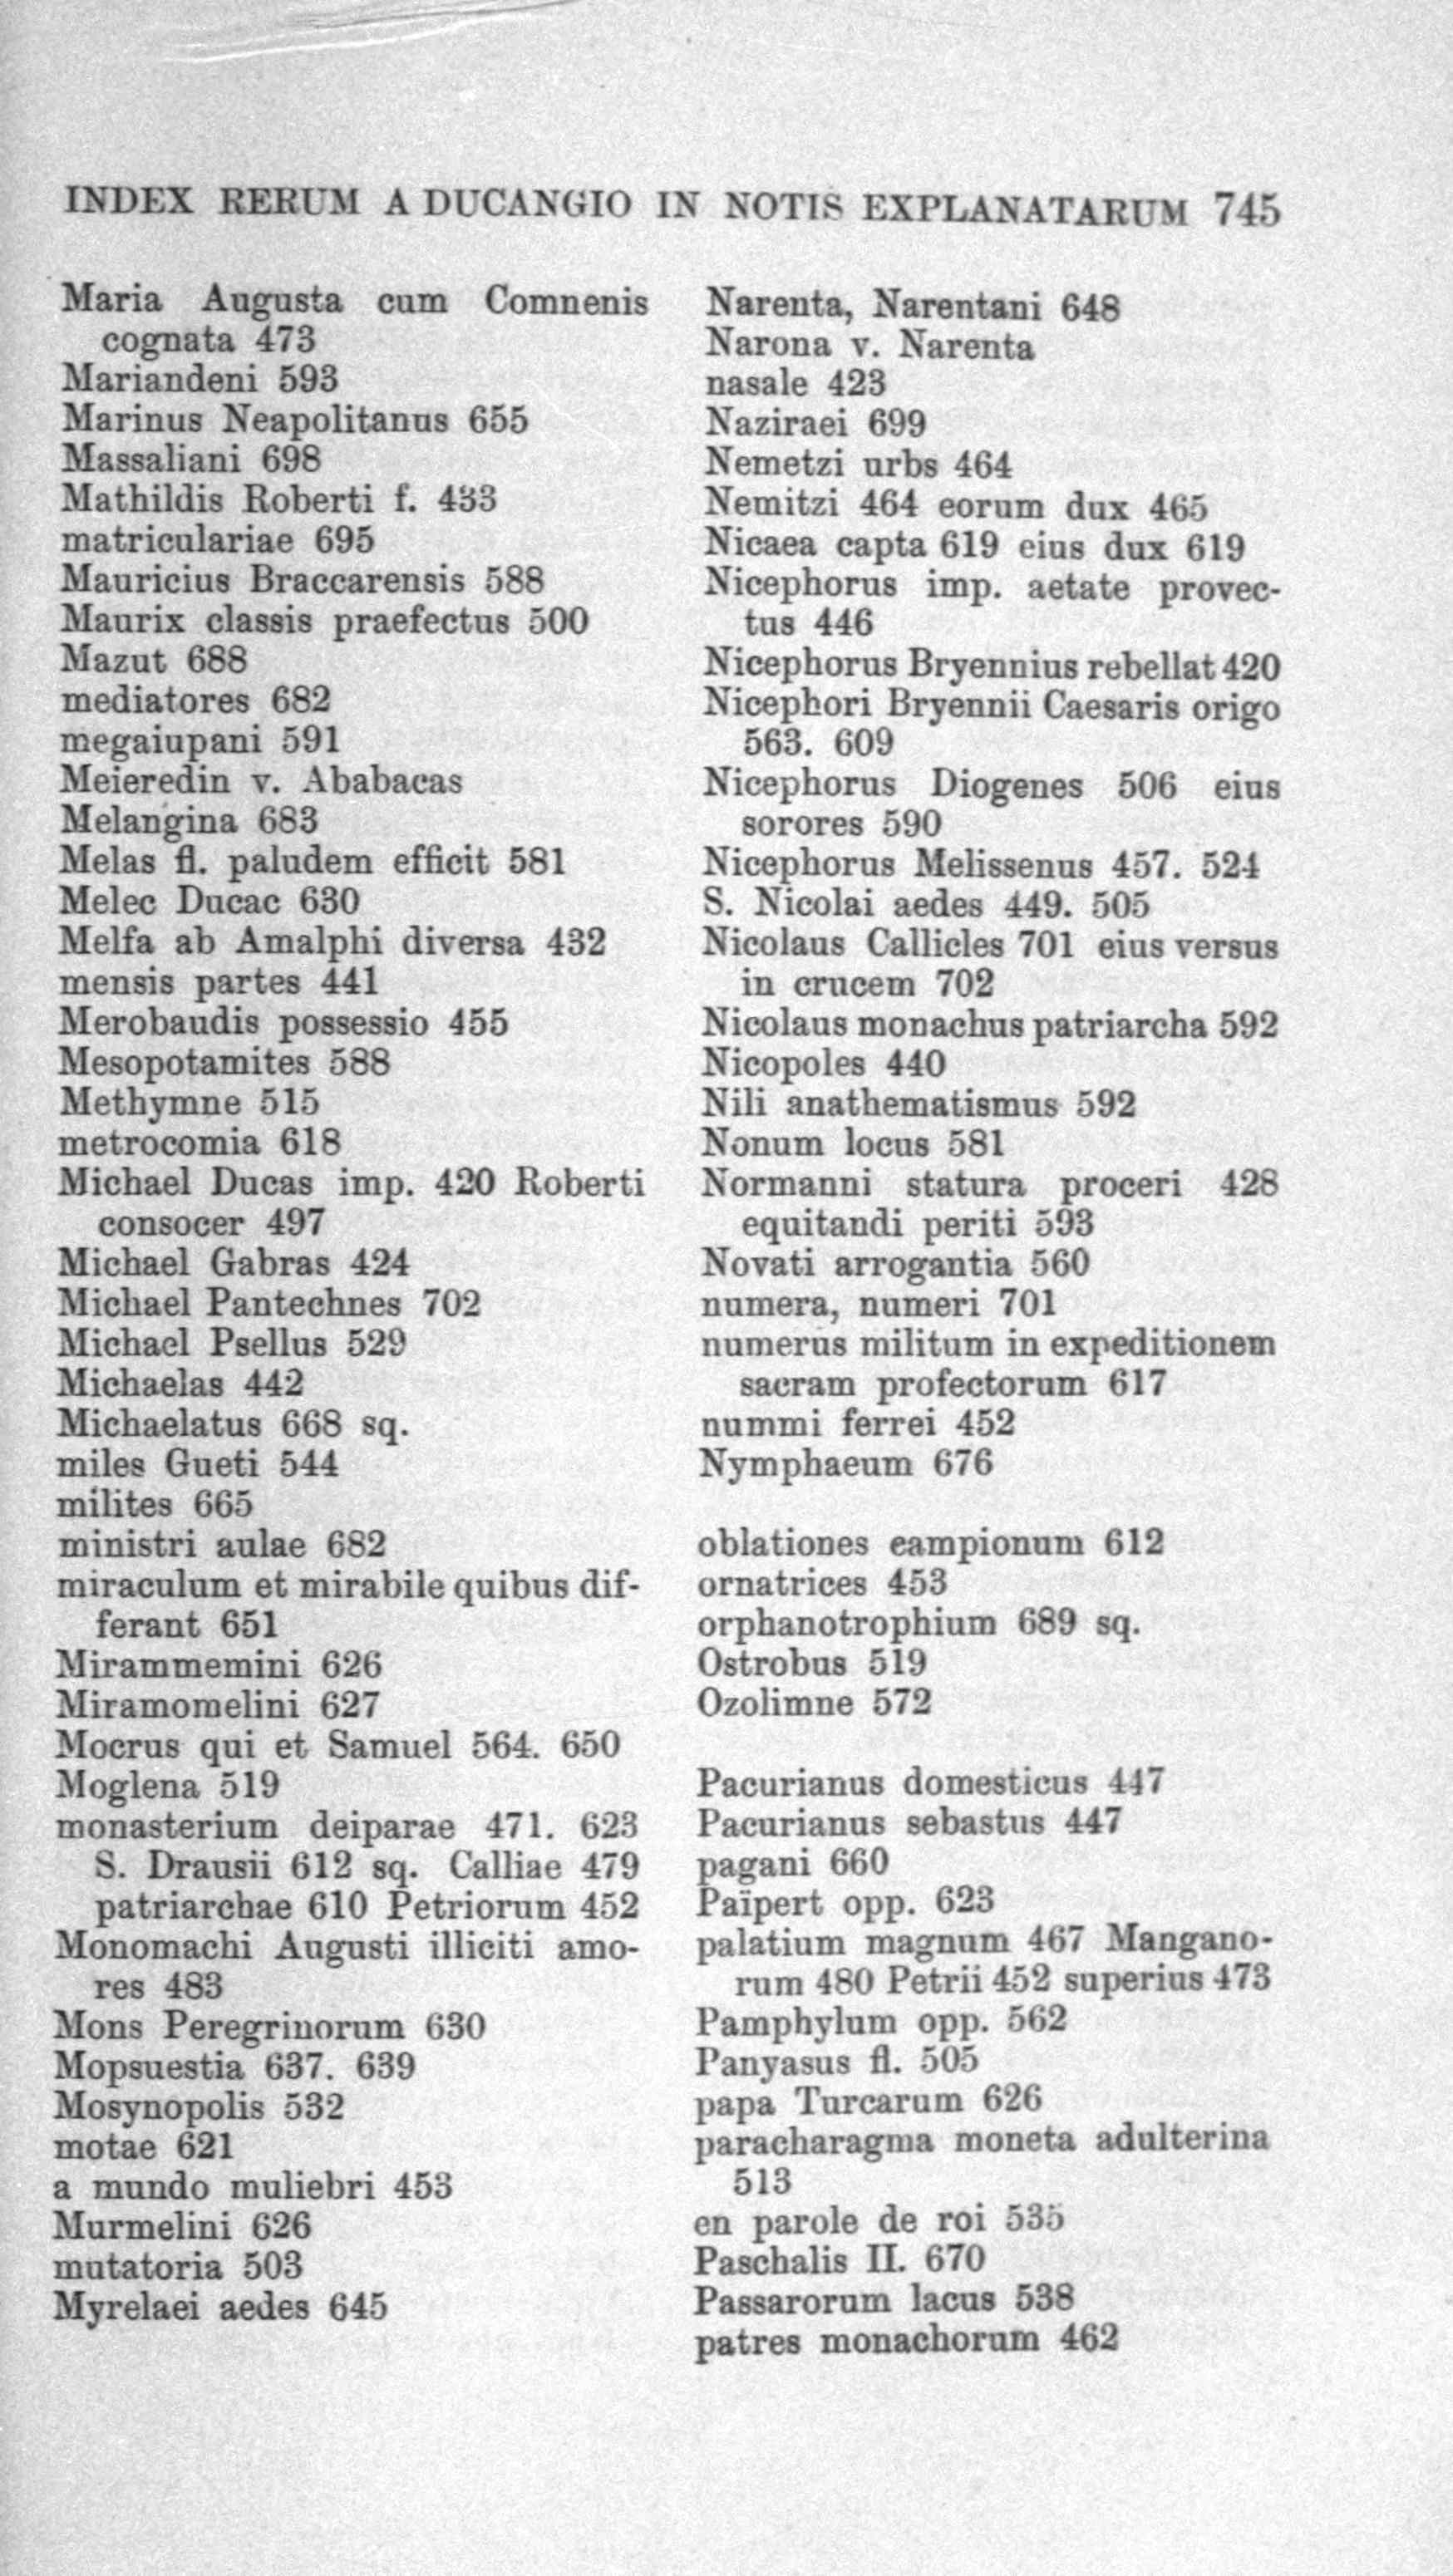 INDEX RERUM A DUCANGIO IN NOTIS EXPLANATARUM 745
Maria Augusta cum Comnenis
cognata 473
Mariandeni 593
Marinus Neapolitanus 655
Massaliani 698
Mathildis Roberti f. 433
matriculariae 695
Mauricius Braccarensis 588
Maurix classis praefectus 500
Mazut 688
mediatores 682
megaiupani 591
Meieredin v. Ababacas
Melangina 683
Melas fl. paludem efficit 581
Melec Ducac 630
Melfa ab Amalphi diversa 432
mensis partes 441
Merobaudis possessio 455
Mesopotamites 588
Methymne 515
metrocomia 618
Michael Ducas imp. 420 Roberti
consocer 497
Michael Gabras 424
Michael Pantechnes 702
Michael Psellus 529
Michaelas 442
Michaelatus 668 sq.
miles Gueti 544
milites 665
ministri aulae 682
miraculum et mirabile quibus dif-
ferant 651
Mirammemini 626
Miramomelini 627
Mocrus qui et Samuel 564. 650
Moglena 519
monasterium deiparae 471. 623
S. Drausii 612 sq. Calliae 479
patriarchae 610 Petriorum 452
Monomachi Augusti illiciti amo-
res 483
Mons Peregrinorum 630
Mopsuestia 637. 639
Mosynopolis 532
motae 621
a mundo muliebri 453
Murmelini 626
mutatoria 503
Myrelaei aedes 645
Narenta, Narentani 648
Narona v. Narenta
nasale 423
Naziraei 699
Nemetzi urbs 464
Nemitzi 464 eorum dux 465
Nicaea capta 619 eius dux 619
Nicephorus imp. aetate provec-
tus 446
Nicephorus Bryennius rebellat 420
Nicephori Bryennii Caesaris origo
563. 609
Nicephorus Diogenes 506 eius
sorores 590
Nicephorus Melissenus 457. 524
S. Nicolai aedes 449. 505
Nicolaus Callicles 701 eius versus
in crucem 702
Nicolaus monachus patriarcha 592
Nicopoles 440
Nili anathematismus 592
Nonum locus 581
Normanni statura proceri 428
equitandi periti 593
Novati arrogantia 560
numera, numeri 701
numerus militum in expeditionem
sacram profectorum 617
nummi ferrei 452
Nymphaeum 676
oblationes eampionum 612
ornatrices 453
orphanotrophium 689 sq.
Ostrobus 519
Ozolimne 572
Pacurianus domesticus 447
Pacurianus sebastus 447
pagani 660
Païpert opp. 623
palatium magnum 467 Mangano-
rum 480 Petrii 452 superius 473
Pamphylum opp. 562
Panyasus fl. 505
papa Turcarum 626
paracharagma moneta adulterina
513
en parole de roi 535
Paschalis II. 670
Passarorum lacus 538
patres monachorum 462